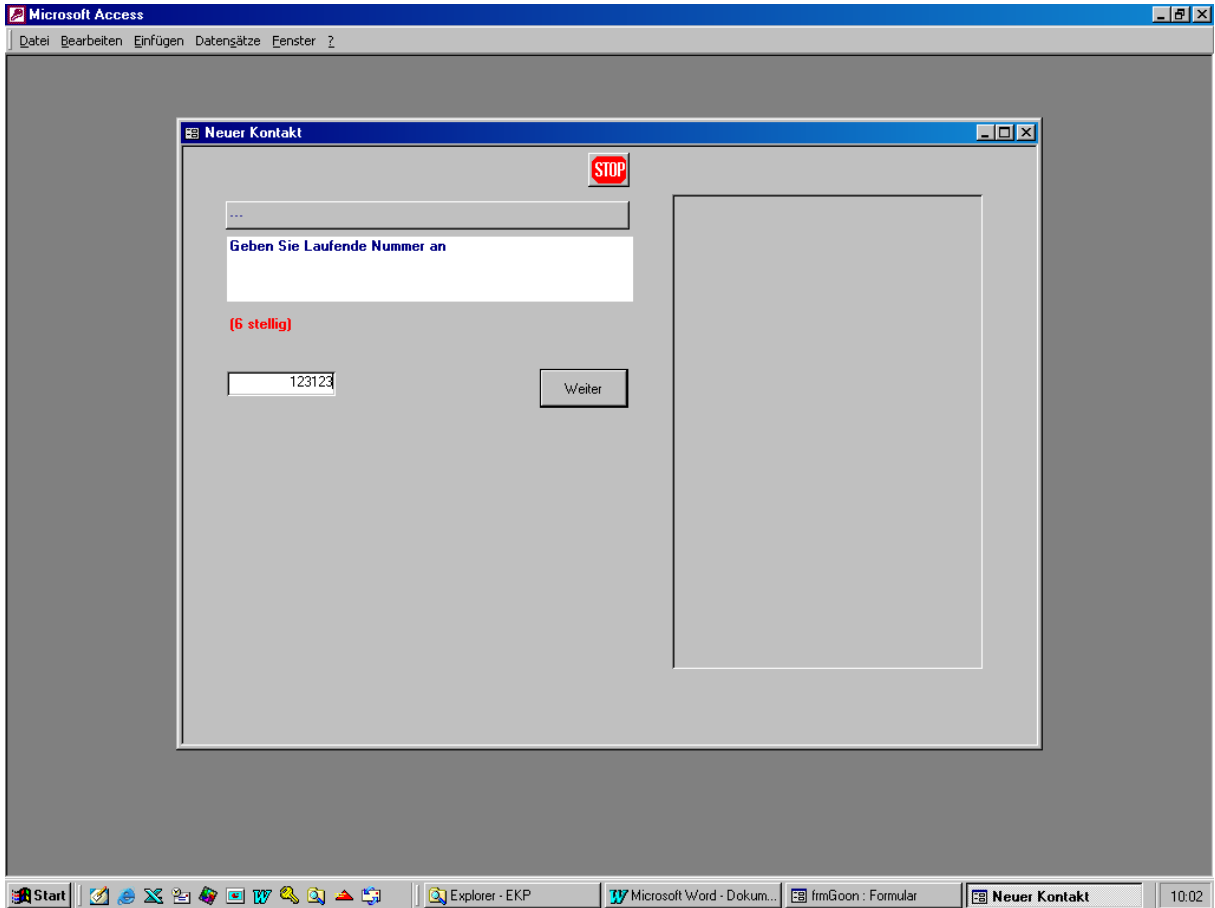 Microsoft Access
Datei Bearbeiten Einfügen Datensätze Fenster ?
Neuer Kontakt
STOP
...
Geben Sie Laufende Nummer an
(6 stellig)
123123
Weiter
Start Explorer - EKP Microsoft Word - Dokum... frmGoon : Formular Neuer Kontakt 10:02